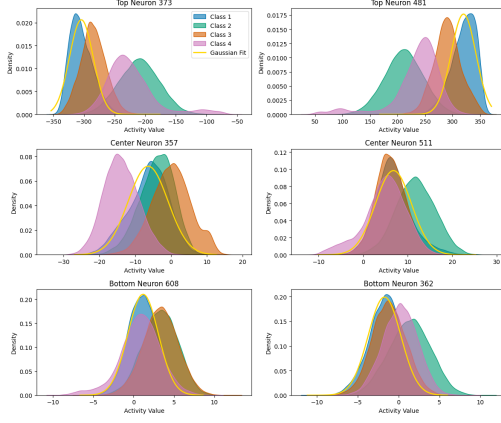 Top Neuron 373
0.020
0.015
0.010
0.005
0.000
Density
−350 −300 −250 −200 −150 −100 −50
Activity Value
Class 1
Class 2
Class 3
Class 4
Gaussian Fit
Top Neuron 481
0.0175
0.0150
0.0125
0.0100
0.0075
0.0050
0.0025
0.0000
Density
50 100 150 200 250 300 350
Activity Value
Center Neuron 357
0.08
0.06
0.04
0.02
0.00
Density
−30 −20 −10 0 10 20
Activity Value
Center Neuron 511
0.12
0.10
0.08
0.06
0.04
0.02
0.00
Density
−10 0 10 20 30
Activity Value
Bottom Neuron 608
0.20
0.15
0.10
0.05
0.00
Density
−10 −5 0 5 10
Activity Value
Bottom Neuron 362
0.20
0.15
0.10
0.05
0.00
Density
−10 −5 0 5 10
Activity Value